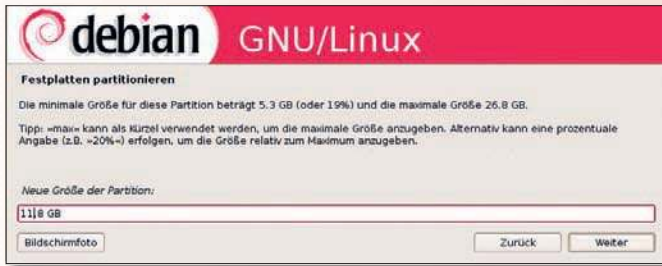 debian GNU/Linux
Festplatten partitionieren
Die minimale Größe für diese Partition beträgt 5.3 GB (oder 19%) und die maximale Größe 26.8 GB.
Tipp: »max« kann als Kürzel verwendet werden, um die maximale Größe anzugeben. Alternativ kann eine prozentuale
Angabe (z.B. »20%«) erfolgen, um die Größe relativ zum Maximum anzugeben.
Neue Größe der Partition:
11,8 GB
Bildschirmfoto Zurück Weiter